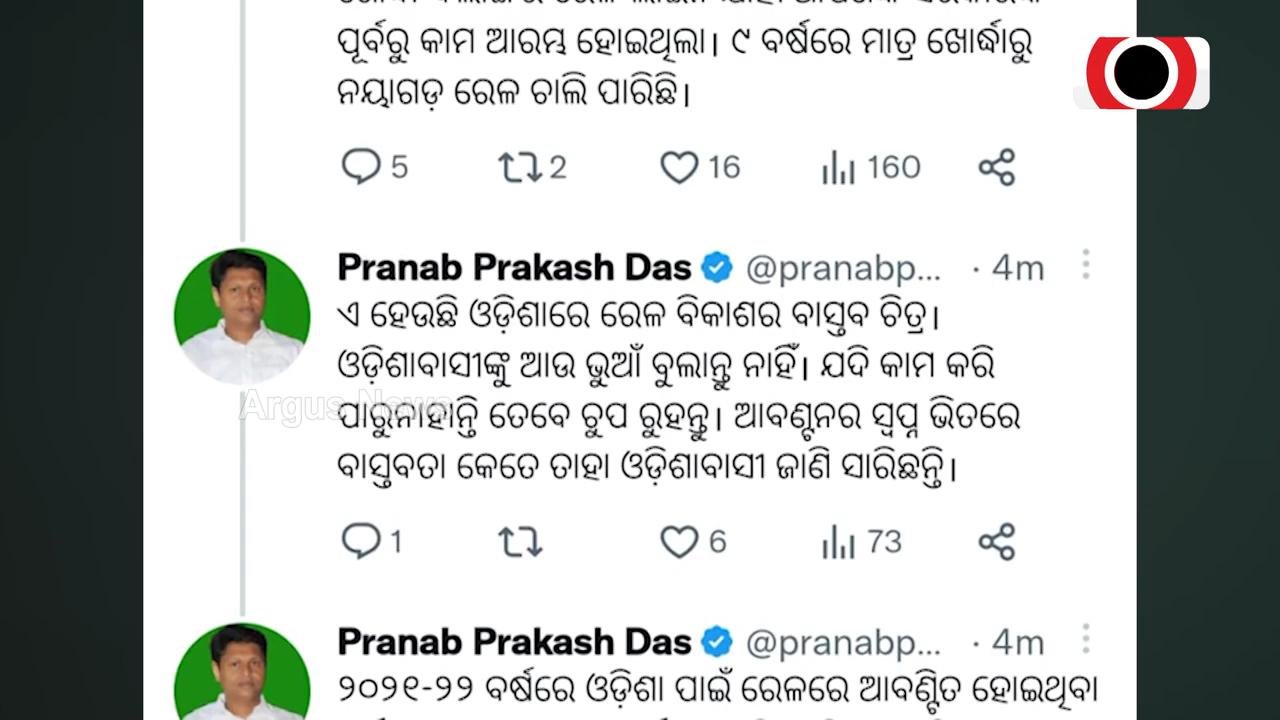 ପୂର୍ବରୁ କାମ ଆରମ୍ଭ ହୋଇଥିଲା। ୯ ବର୍ଷରେ ମାତ୍ର ଖୋର୍ଦ୍ଧାରୁ
ନୟାଗଡ଼ ରେଳ ଚାଲି ପାରିଛି।
5 2 16 160
Pranab Prakash Das @pranabp... · 4m
ଏ ହେଉଛି ଓଡ଼ିଶାରେ ରେଳ ବିକାଶର ବାସ୍ତବ ଚିତ୍ର।
ଓଡ଼ିଶାବାସୀଙ୍କୁ ଆଉ ଭୁଆଁ ବୁଲାନ୍ତୁ ନାହିଁ। ଯଦି କାମ କରି
Argus News
ପାରୁନାହାନ୍ତି ତେବେ ଚୁପ ରୁହନ୍ତୁ। ଆବଣ୍ଟନର ସ୍ୱପ୍ନ ଭିତରେ
ବାସ୍ତବତା କେତେ ତାହା ଓଡ଼ିଶାବାସୀ ଜାଣି ସାରିଛନ୍ତି।
1 6 73
Pranab Prakash Das @pranabp... · 4m
୨୦୨୧-୨୨ ବର୍ଷରେ ଓଡ଼ିଶା ପାଇଁ ରେଳରେ ଆବଣ୍ଟିତ ହୋଇଥିବା